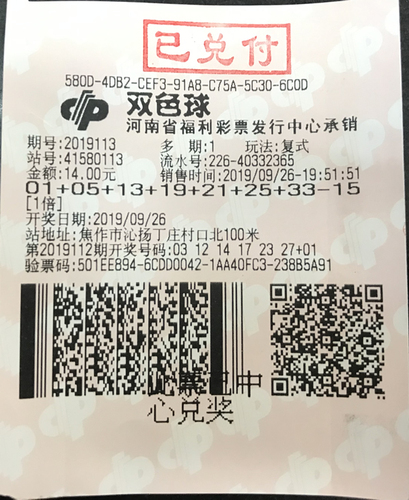 已兑付
580D-4DB2-CEF3-91A8-C75A-5C30-6C0D
双色球
河南省福利彩票发行中心承销
期号:2019113 多 期:1 玩法:复式
站号:41580113 流水号:226-40332365
金额:14.00元 销售时间:2019/09/26-19:51:51
01+05+13+19+21+25+33-15
[1倍]
开奖日期:2019/09/26
站地址:焦作市沁扬丁庄村口北100米
第2019112期开奖号码:03 12 14 17 23 27+01
验票码:501EE894-6CDD0042-1AA40FC3-238B5A91
此票已中
心兑奖